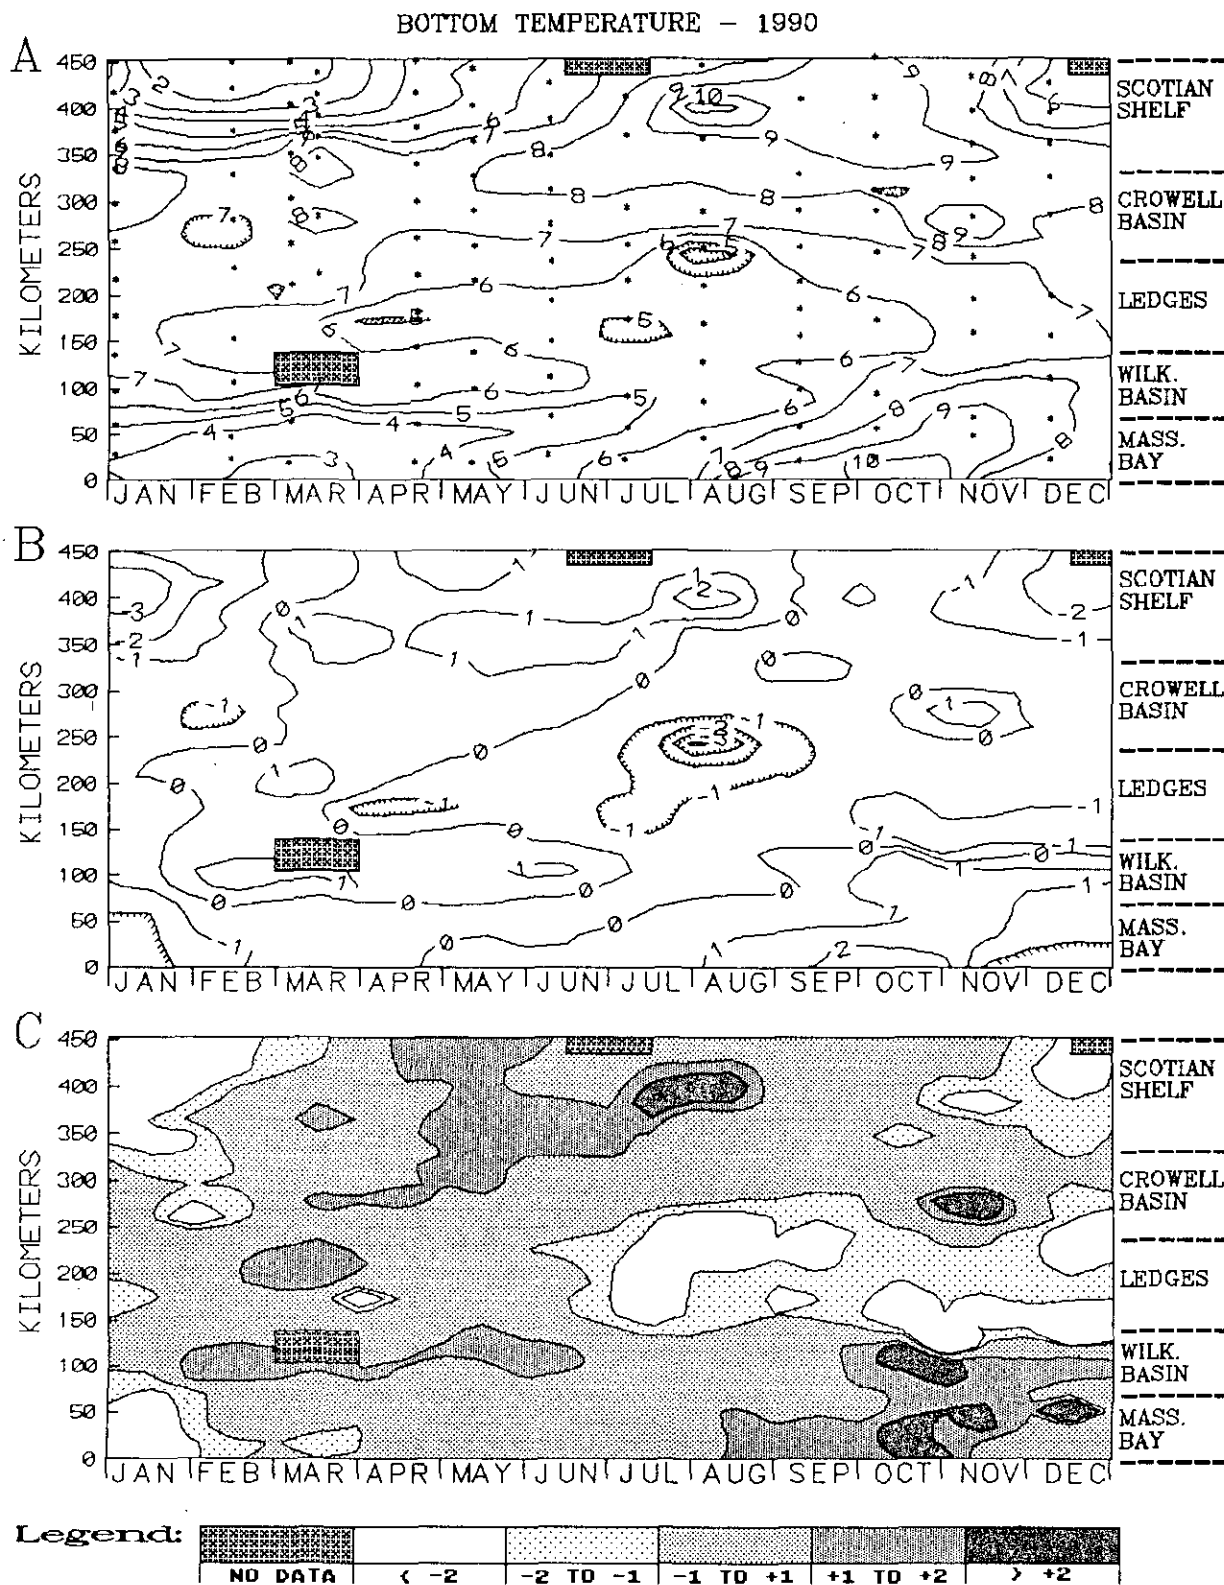 BOTTOM TEMPERATURE - 1990
A
KILOMETERS
450
400
350
300
250
200
150
100
50
0
JAN FEB MAR APR MAY JUN JUL AUG SEP OCT NOV DEC
SCOTIAN
SHELF
CROWELL
BASIN
LEDGES
WILK.
BASIN
MASS.
BAY
B
KILOMETERS
450
400
350
300
250
200
150
100
50
0
JAN FEB MAR APR MAY JUN JUL AUG SEP OCT NOV DEC
SCOTIAN
SHELF
CROWELL
BASIN
LEDGES
WILK.
BASIN
MASS.
BAY
C
KILOMETERS
450
400
350
300
250
200
150
100
50
0
JAN FEB MAR APR MAY JUN JUL AUG SEP OCT NOV DEC
SCOTIAN
SHELF
CROWELL
BASIN
LEDGES
WILK.
BASIN
MASS.
BAY
Legend:
NO DATA
< -2
-2 TO -1
-1 TO +1
+1 TO +2
> +2